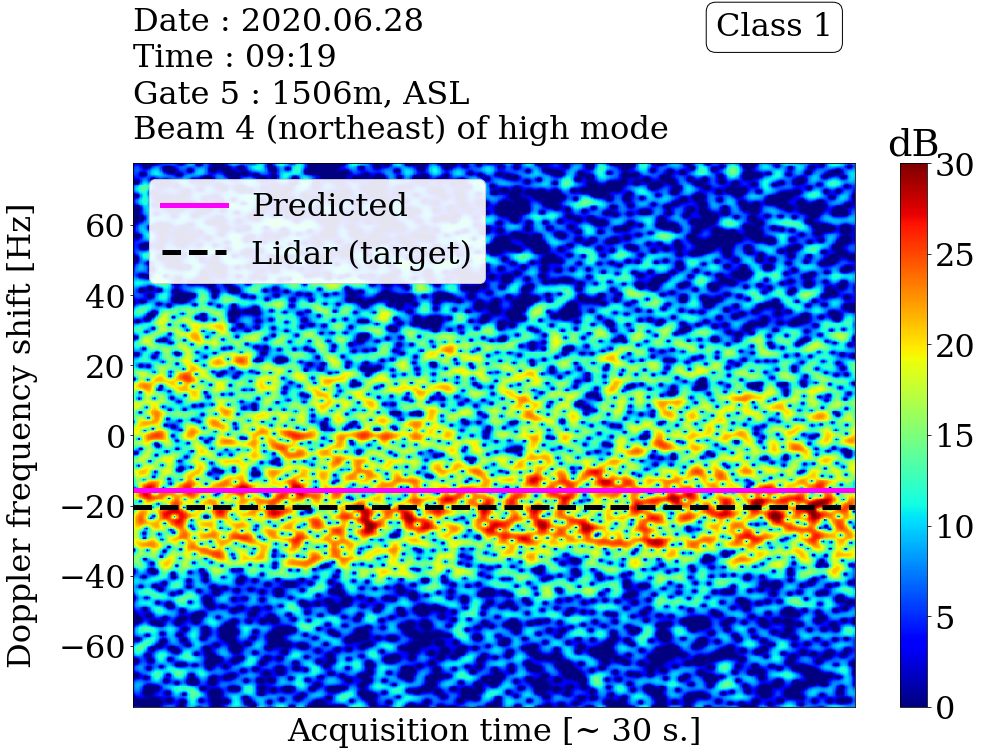 Date : 2020.06.28
Class 1
Time : 09:19
Gate 5 : 1506m, ASL
Beam 4 (northeast) of high mode
dB
Predicted
Lidar (target)
Doppler frequency shift [Hz]
60
40
20
0
−20
−40
−60
30
25
20
15
10
5
0
Acquisition time [~ 30 s.]